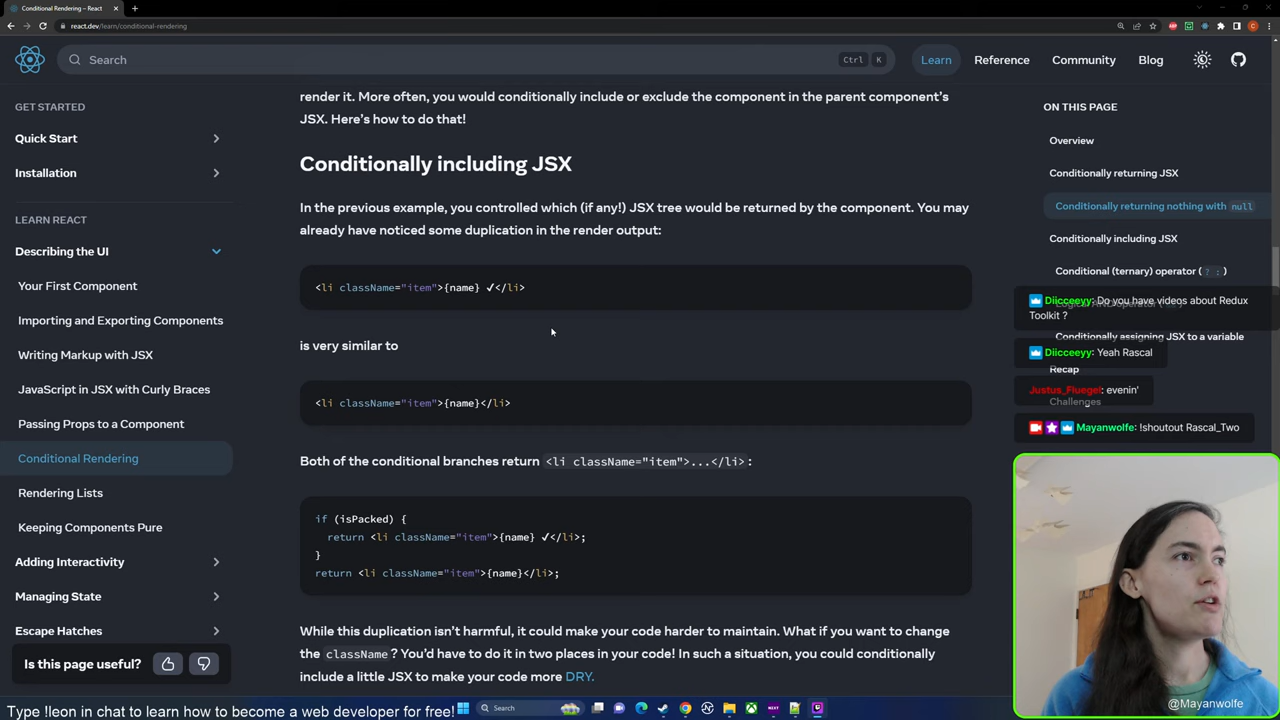 Conditional Rendering – React
react.dev/learn/conditional-rendering
Search
Ctrl K
Learn
Reference
Community
Blog
GET STARTED
Quick Start
Installation
LEARN REACT
Describing the UI
Your First Component
Importing and Exporting Components
Writing Markup with JSX
JavaScript in JSX with Curly Braces
Passing Props to a Component
Conditional Rendering
Rendering Lists
Keeping Components Pure
Adding Interactivity
Managing State
Escape Hatches
Is this page useful?
render it. More often, you would conditionally include or exclude the component in the parent component's
JSX. Here's how to do that!
Conditionally including JSX
In the previous example, you controlled which (if any!) JSX tree would be returned by the component. You may
already have noticed some duplication in the render output:
<li className="item">{name} ✔</li>
is very similar to
<li className="item">{name}</li>
Both of the conditional branches return <li className="item">...</li>:
if (isPacked) {
return <li className="item">{name} ✔</li>;
}
return <li className="item">{name}</li>;
While this duplication isn't harmful, it could make your code harder to maintain. What if you want to change
the className? You'd have to do it in two places in your code! In such a situation, you could conditionally
include a little JSX to make your code more DRY.
ON THIS PAGE
Overview
Conditionally returning JSX
Conditionally returning nothing with null
Conditionally including JSX
Conditional (ternary) operator (? :)
Diicceeyy: Do you have videos about Redux
Toolkit ?
Conditionally assigning JSX to a variable
Diicceeyy: Yeah Rascal
Recap
Justus_Fluegel: evenin'
Challenges
Mayanwolfe: !shoutout Rascal_Two
@Mayanwolfe
Type !leon in chat to learn how to become a web developer for free!
Search